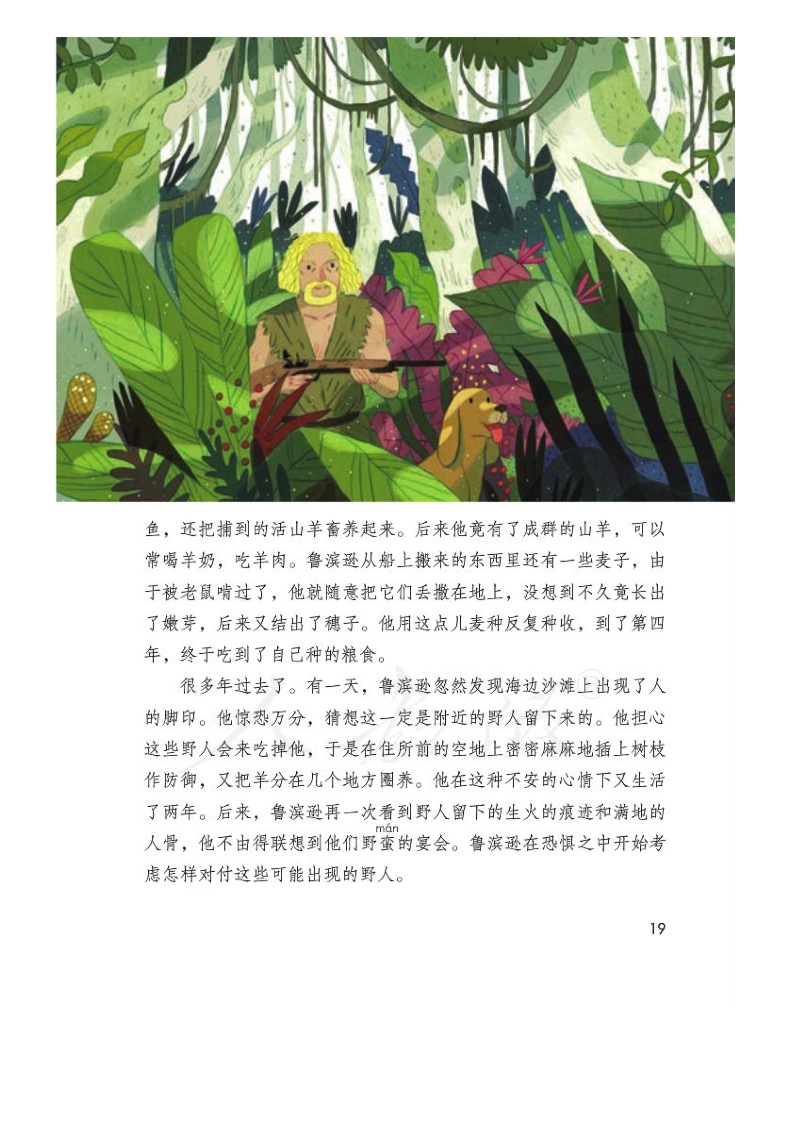 鱼，还把捕到的活山羊畜养起来。后来他竟有了成群的山羊，可以
常喝羊奶，吃羊肉。鲁滨逊从船上搬来的东西里还有一些麦子，由
于被老鼠啃过了，他就随意把它们丢撒在地上，没想到不久竟长出
了嫩芽，后来又结出了穗子。他用这点儿麦种反复种收，到了第四
年，终于吃到了自己种的粮食。
很多年过去了。有一天，鲁滨逊忽然发现海边沙滩上出现了人
的脚印。他惊恐万分，猜想这一定是附近的野人留下来的。他担心
这些野人会来吃掉他，于是在住所前的空地上密密麻麻地插上树枝
作防御，又把羊分在几个地方圈养。他在这种不安的心情下又生活
了两年。后来，鲁滨逊再一次看到野人留下的生火的痕迹和满地的
mán
人骨，他不由得联想到他们野蛮的宴会。鲁滨逊在恐惧之中开始考
虑怎样对付这些可能出现的野人。
19